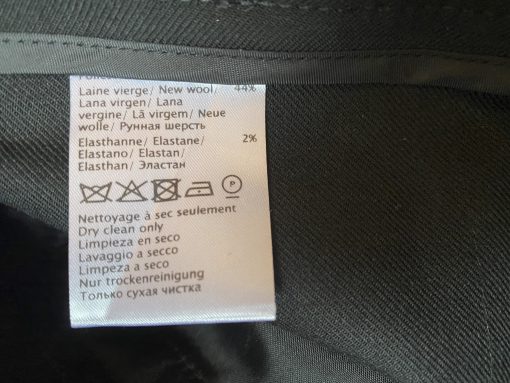 Laine vierge/ New wool/ 44%
Lana virgen/ Lana
vergine/ Lã virgem/ Neue
wolle/ Рунная шерсть
Elasthanne/ Elastane/ 2%
Elastano/ Elastan/
Elasthan/ Эластан
P
Nettoyage à sec seulement
Dry clean only
Limpieza en seco
Lavaggio a secco
Limpeza a seco
Nur trockenreinigung
Только сухая чистка